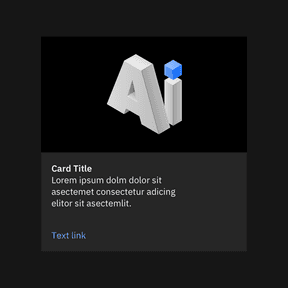 Ai
Card Title
Lorem ipsum dolm dolor sit
asectemet consectetur adicing
elitor sit asectemlit.
Text link